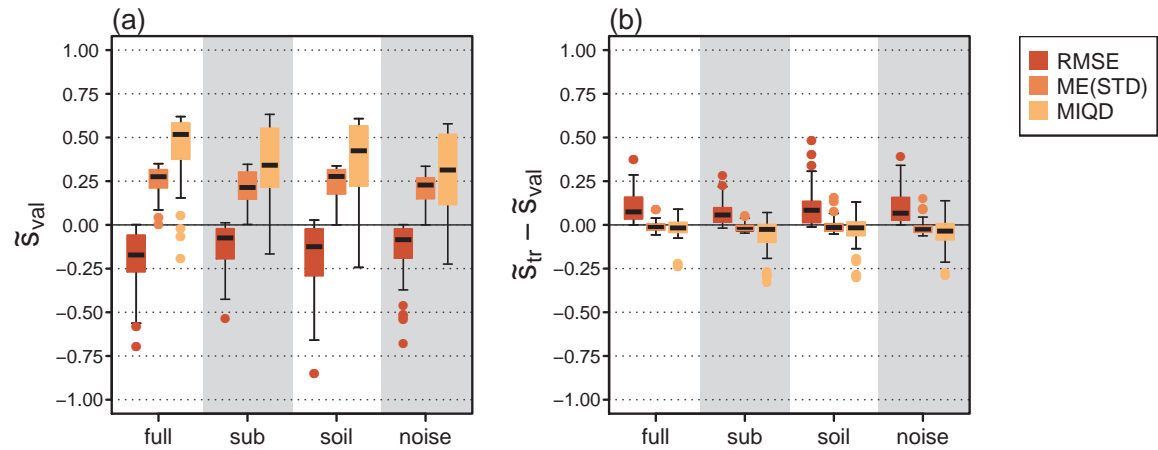 (a)
1.00
0.75
0.50
0.25
0.00
−0.25
−0.50
−0.75
−1.00
s̃val
full sub soil noise
(b)
1.00
0.75
0.50
0.25
0.00
−0.25
−0.50
−0.75
−1.00
s̃tr − s̃val
full sub soil noise
RMSE
ME(STD)
MIQD